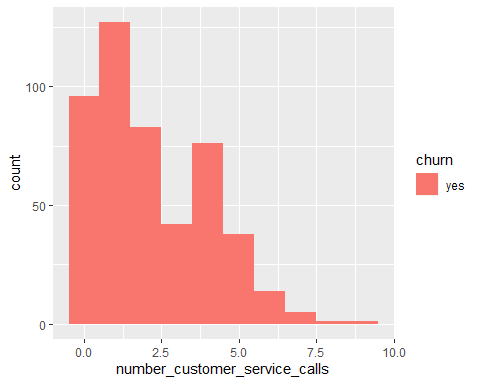 100
50
0
count
0.0 2.5 5.0 7.5 10.0
number_customer_service_calls
churn
yes